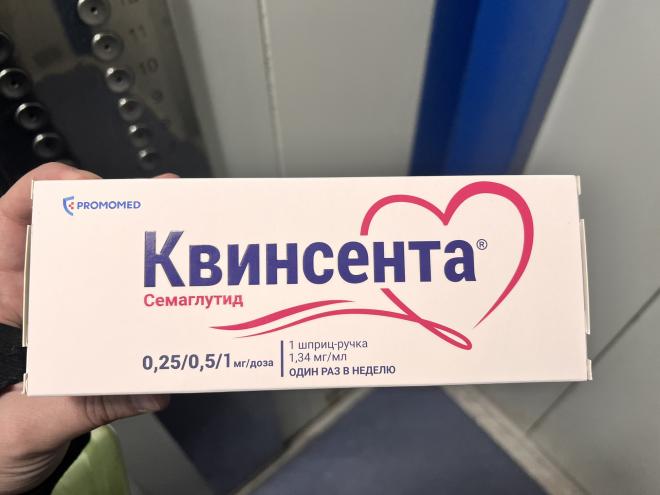 11
10
PROMOMED
Квинсента®
Семаглутид
0,25/0,5/1 мг/доза
1 шприц-ручка
1,34 мг/мл
ОДИН РАЗ В НЕДЕЛЮ